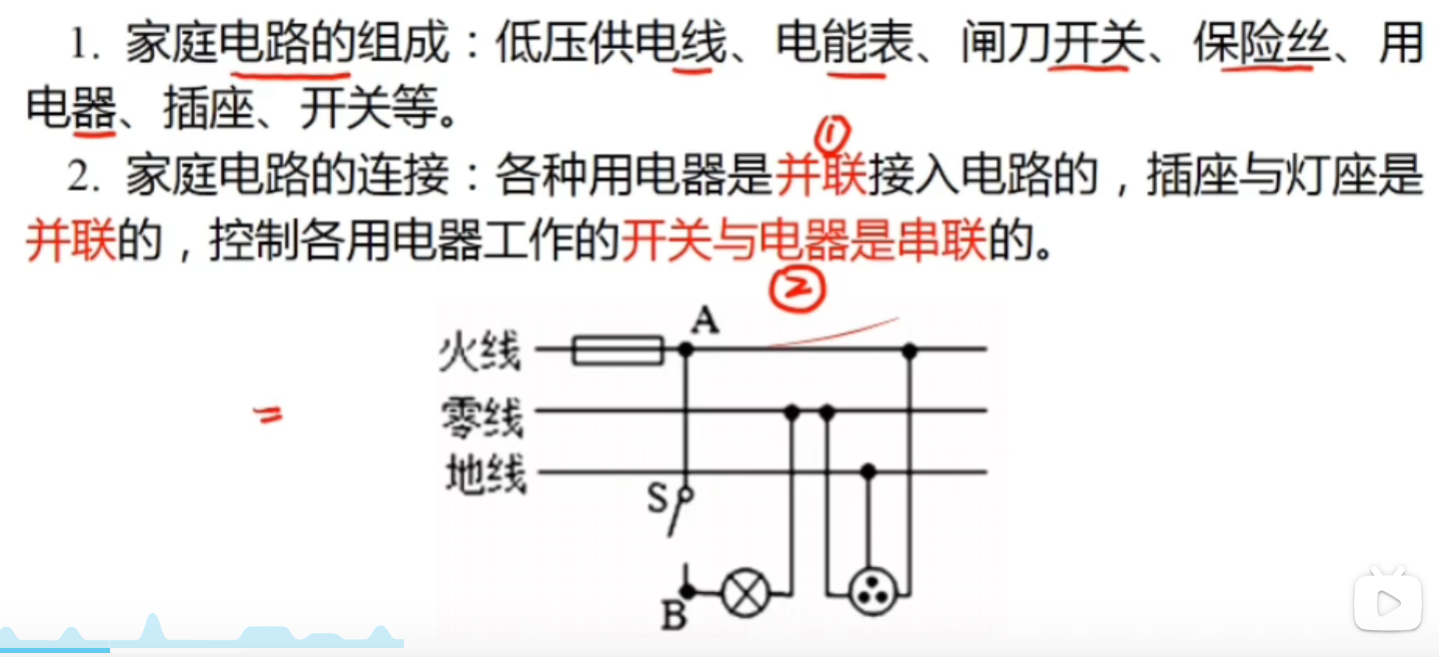 1. 家庭电路的组成：低压供电线、电能表、闸刀开关、保险丝、用
电器、插座、开关等。
①
2. 家庭电路的连接：各种用电器是并联接入电路的，插座与灯座是
并联的，控制各用电器工作的开关与电器是串联的。
②
A
火线
零线
地线
S
B